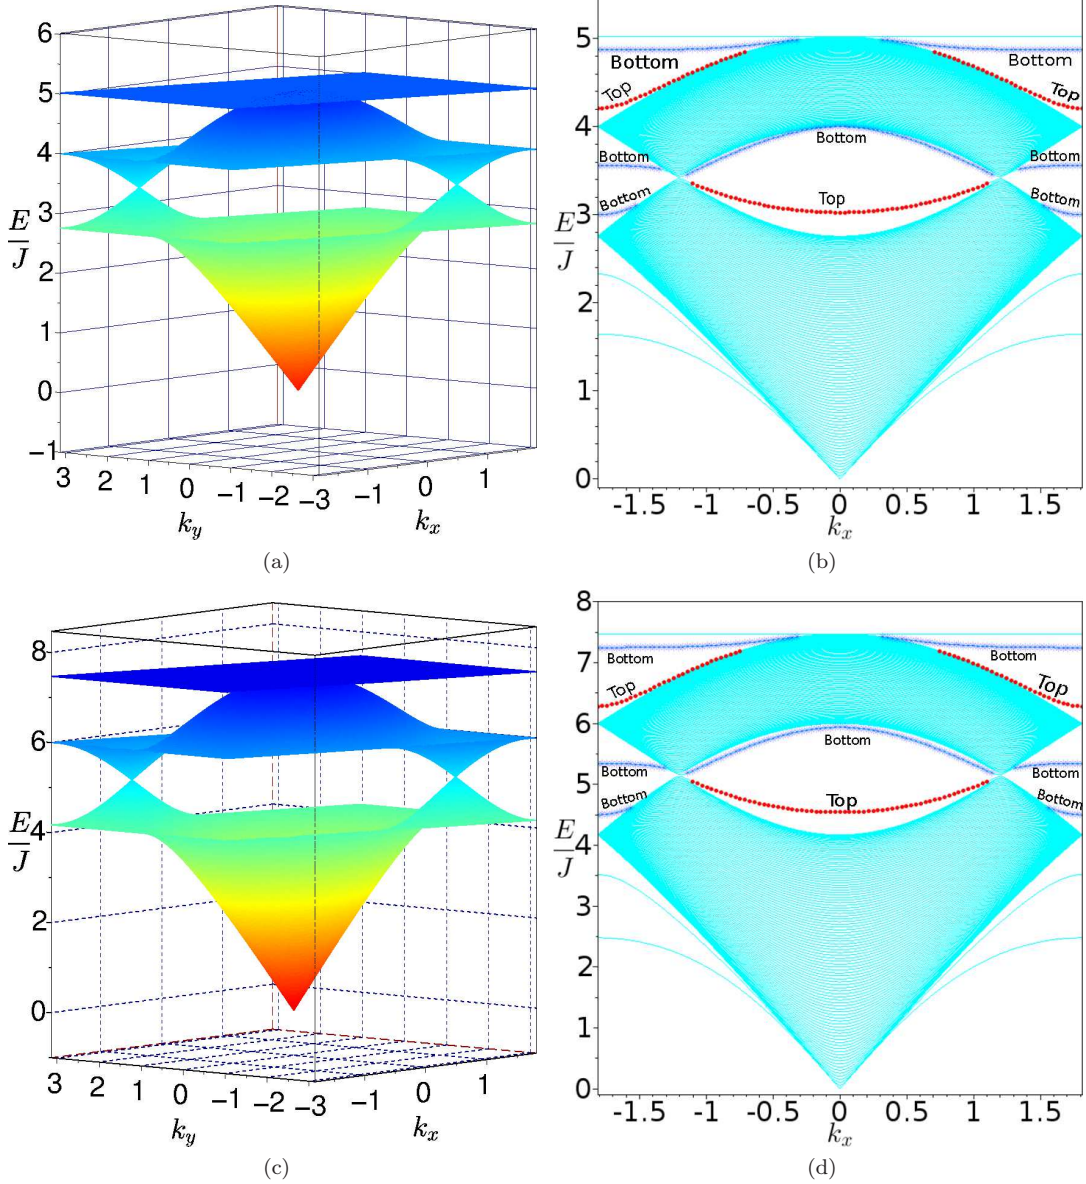 6
5
4
3
2
1
0
−1
E/J
3 2 1 0 −1 −2 −3 −1 0 1
k_y k_x
(a)
5
4
3
2
1
0
E/J
Bottom Bottom
Top Top
Bottom Bottom Bottom
Bottom Top Bottom
-1.5 -1 -0.5 0 0.5 1 1.5
k_x
(b)
8
6
4
2
0
E/J
3 2 1 0 −1 −2 −3 −1 0 1
k_y k_x
(c)
8
7
6
5
4
3
2
1
0
E/J
Bottom Bottom
Top Top
Bottom
Bottom Bottom
Bottom Top Bottom
-1.5 -1 -0.5 0 0.5 1 1.5
k_x
(d)